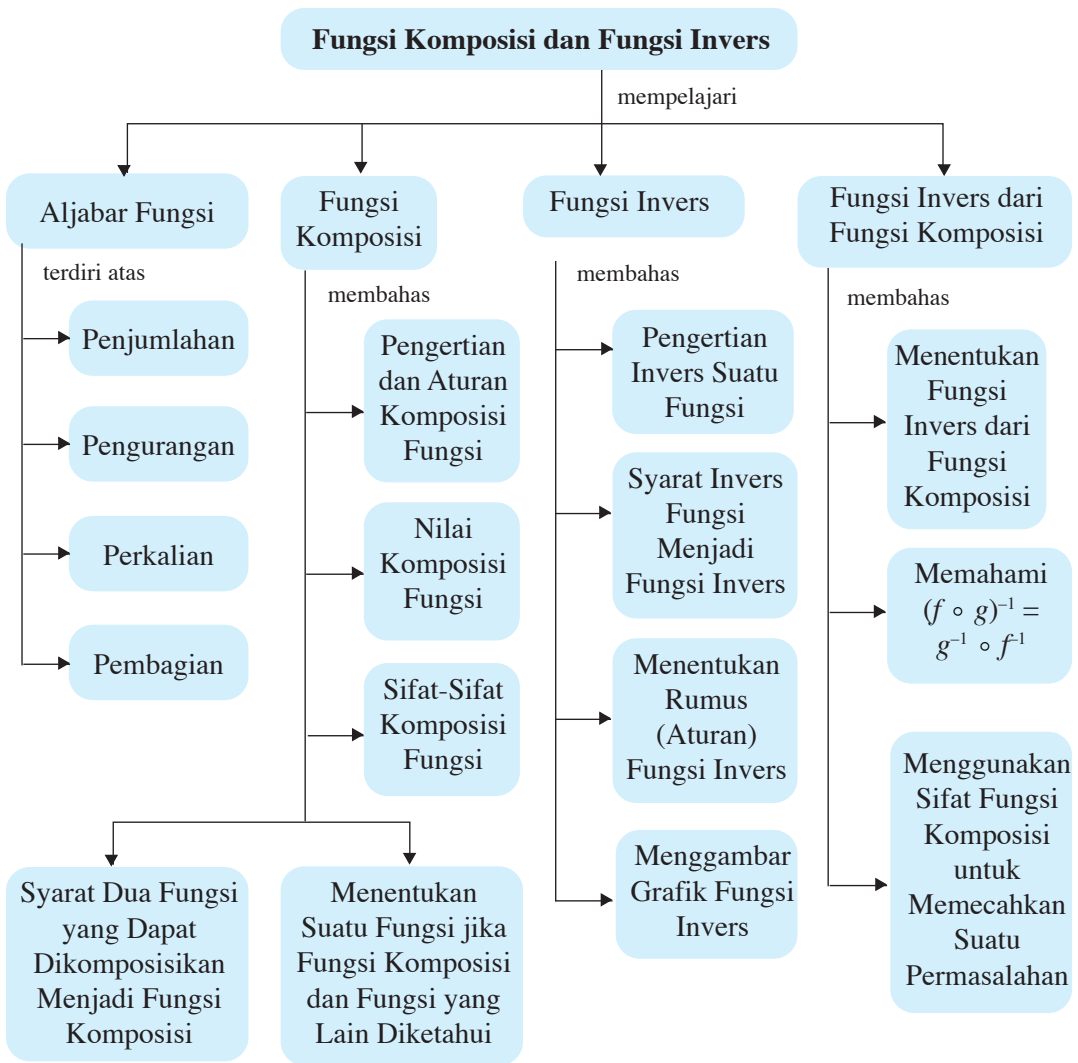 Fungsi Komposisi dan Fungsi Invers
mempelajari
Aljabar Fungsi
terdiri atas
Penjumlahan
Pengurangan
Perkalian
Pembagian
Fungsi
Komposisi
membahas
Pengertian
dan Aturan
Komposisi
Fungsi
Nilai
Komposisi
Fungsi
Sifat-Sifat
Komposisi
Fungsi
Syarat Dua Fungsi
yang Dapat
Dikomposisikan
Menjadi Fungsi
Komposisi
Menentukan
Suatu Fungsi jika
Fungsi Komposisi
dan Fungsi yang
Lain Diketahui
Fungsi Invers
membahas
Pengertian
Invers Suatu
Fungsi
Syarat Invers
Fungsi
Menjadi
Fungsi Invers
Menentukan
Rumus
(Aturan)
Fungsi Invers
Menggambar
Grafik Fungsi
Invers
Fungsi Invers dari
Fungsi Komposisi
membahas
Menentukan
Fungsi
Invers dari
Fungsi
Komposisi
Memahami
(f ∘ g)⁻¹ =
g⁻¹ ∘ f⁻¹
Menggunakan
Sifat Fungsi
Komposisi
untuk
Memecahkan
Suatu
Permasalahan